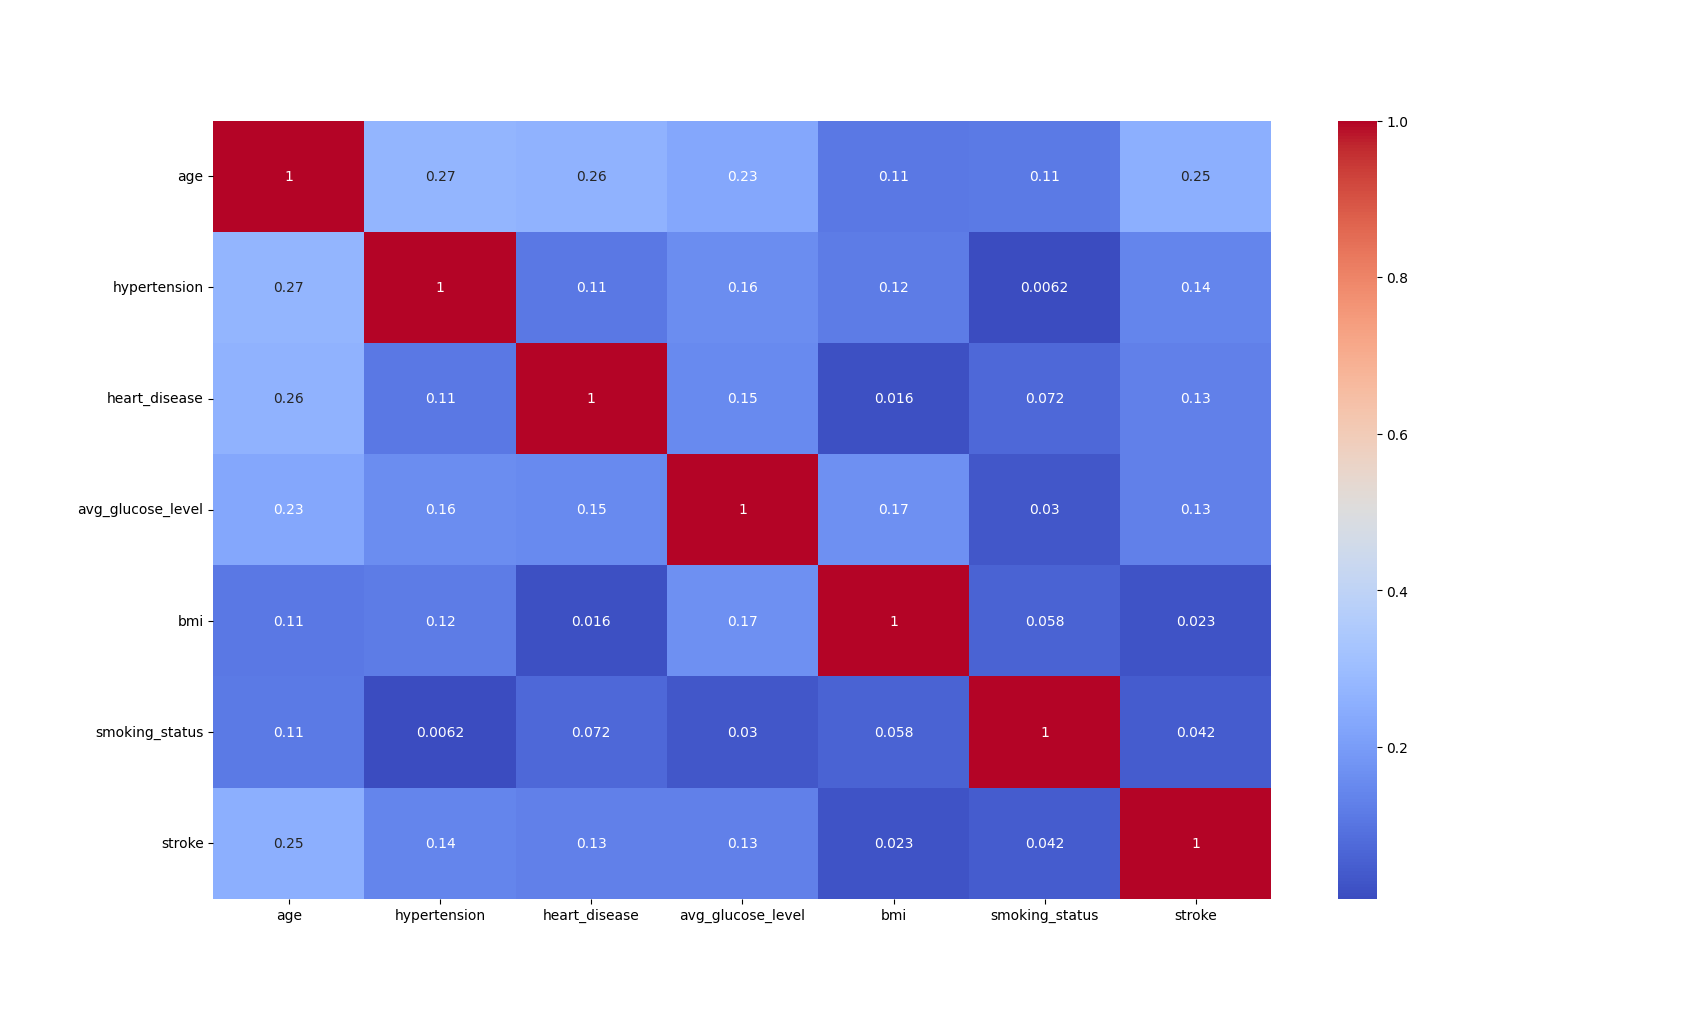 age 1 0.27 0.26 0.23 0.11 0.11 0.25
hypertension 0.27 1 0.11 0.16 0.12 0.0062 0.14
heart_disease 0.26 0.11 1 0.15 0.016 0.072 0.13
avg_glucose_level 0.23 0.16 0.15 1 0.17 0.03 0.13
bmi 0.11 0.12 0.016 0.17 1 0.058 0.023
smoking_status 0.11 0.0062 0.072 0.03 0.058 1 0.042
stroke 0.25 0.14 0.13 0.13 0.023 0.042 1
age hypertension heart_disease avg_glucose_level bmi smoking_status stroke
1.0
0.8
0.6
0.4
0.2